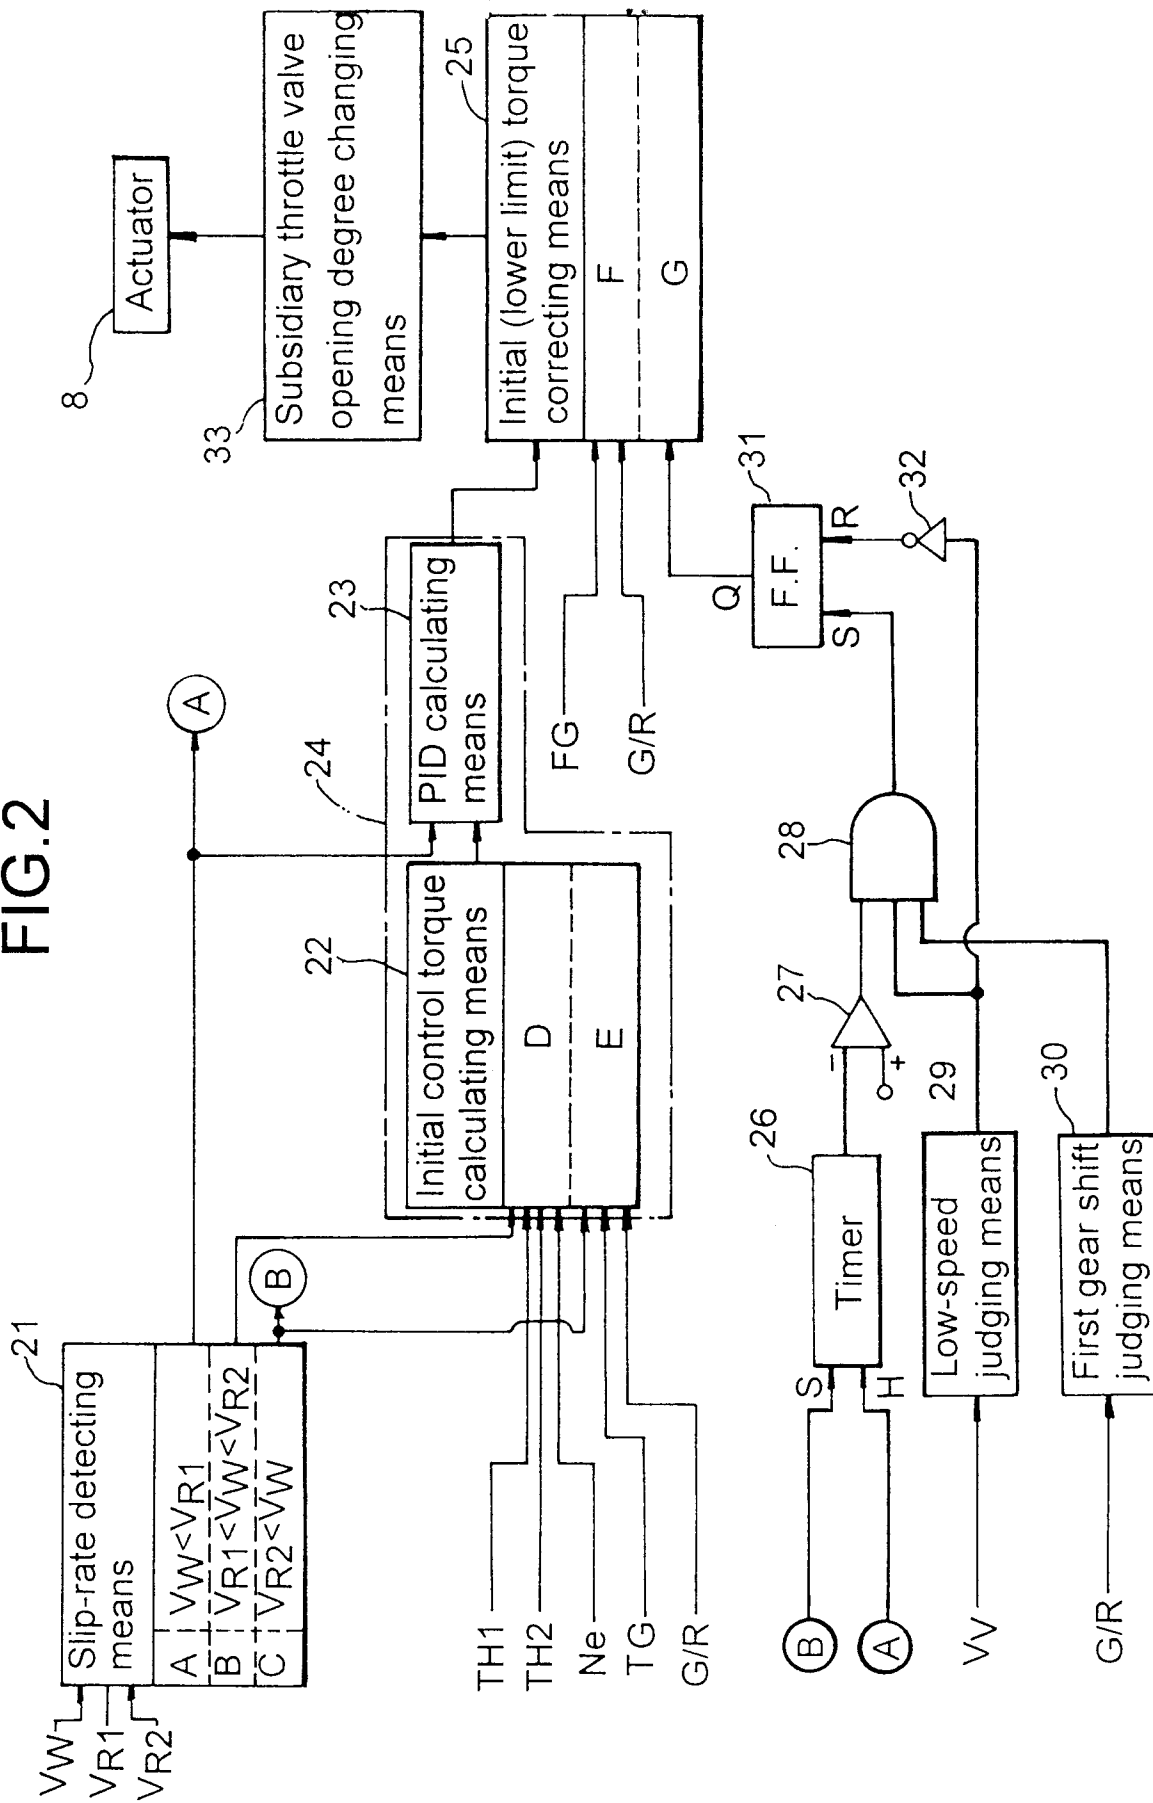 FIG.2
VW
VR1
VR2
21
Slip-rate detecting
means
A VW<VR1
B VR1<VW<VR2
C VR2<VW
A
B
TH1
TH2
Ne
TG
G/R
22
Initial control torque
calculating means
D
E
24
23
PID calculating
means
FG
G/R
8
Actuator
33
Subsidiary throttle valve
opening degree changing
means
25
Initial (lower limit) torque
correcting means
F
G
B
A
S
H
26
Timer
27
−
+
28
VV
29
Low-speed
judging means
G/R
30
First gear shift
judging means
31
F.F.
Q
S
R
32